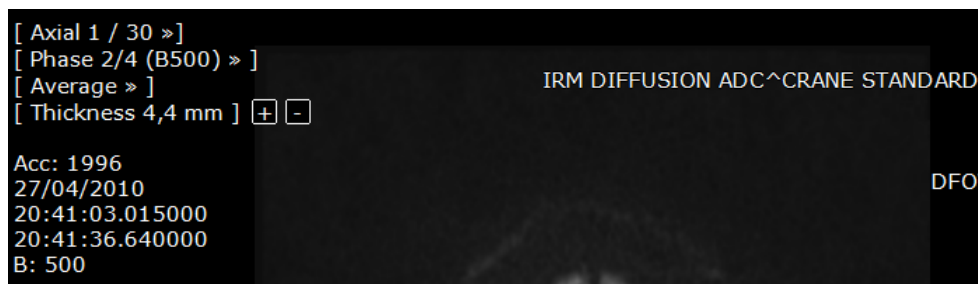 [ Axial 1 / 30 »]
[ Phase 2/4 (B500) » ]
[ Average » ]
[ Thickness 4,4 mm ] + -
IRM DIFFUSION ADC^CRANE STANDARD
DFO
Acc: 1996
27/04/2010
20:41:03.015000
20:41:36.640000
B: 500